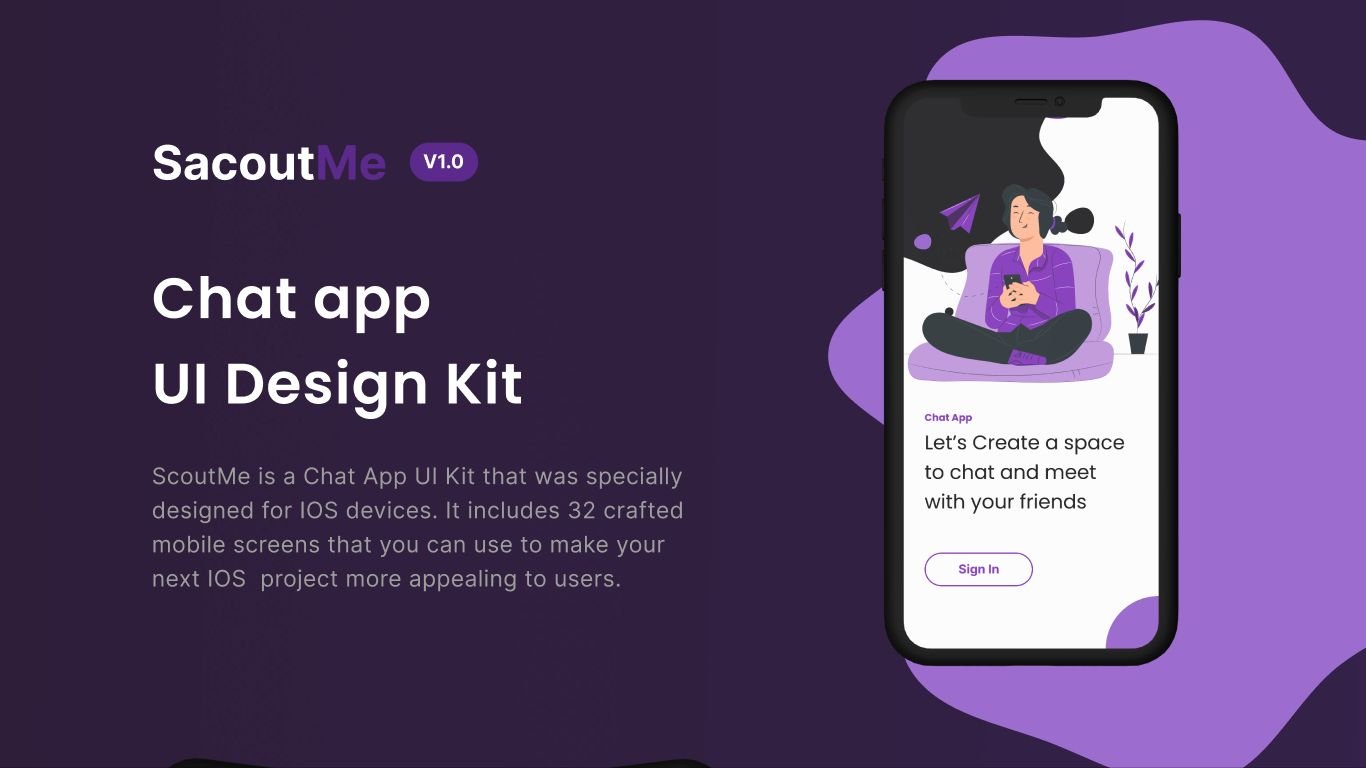 SacoutMe V1.0
Chat app
UI Design Kit
ScoutMe is a Chat App UI Kit that was specially
designed for IOS devices. It includes 32 crafted
mobile screens that you can use to make your
next IOS  project more appealing to users.
Chat App
Let’s Create a space
to chat and meet
with your friends
Sign In